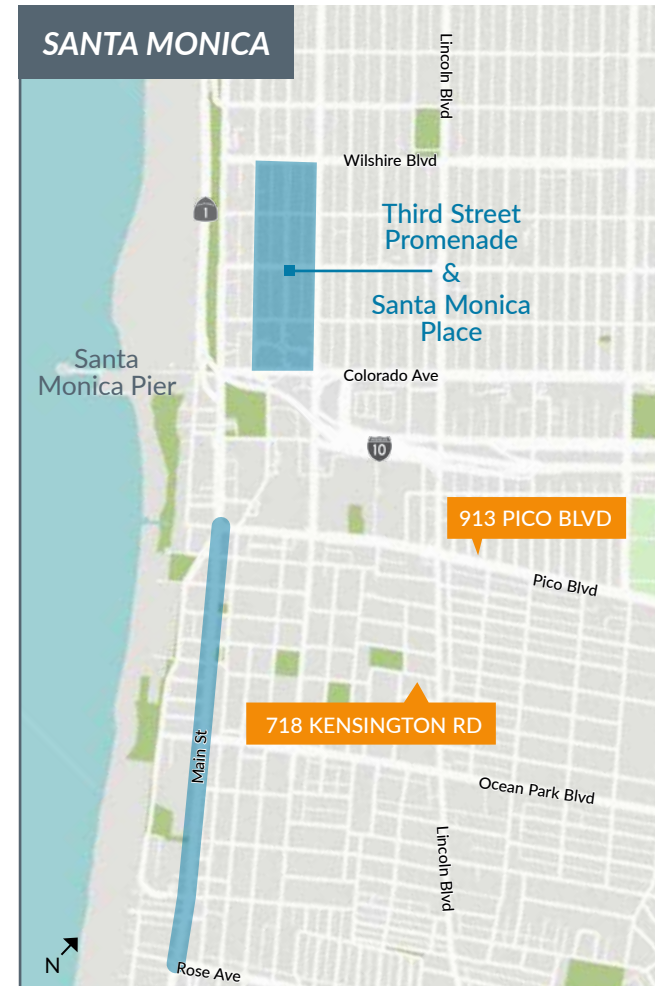 SANTA MONICA
Lincoln Blvd
Wilshire Blvd
1
Third Street
Promenade
&
Santa Monica
Place
Santa
Monica Pier
Colorado Ave
10
913 PICO BLVD
Pico Blvd
718 KENSINGTON RD
Main St
Ocean Park Blvd
Lincoln Blvd
N
Rose Ave